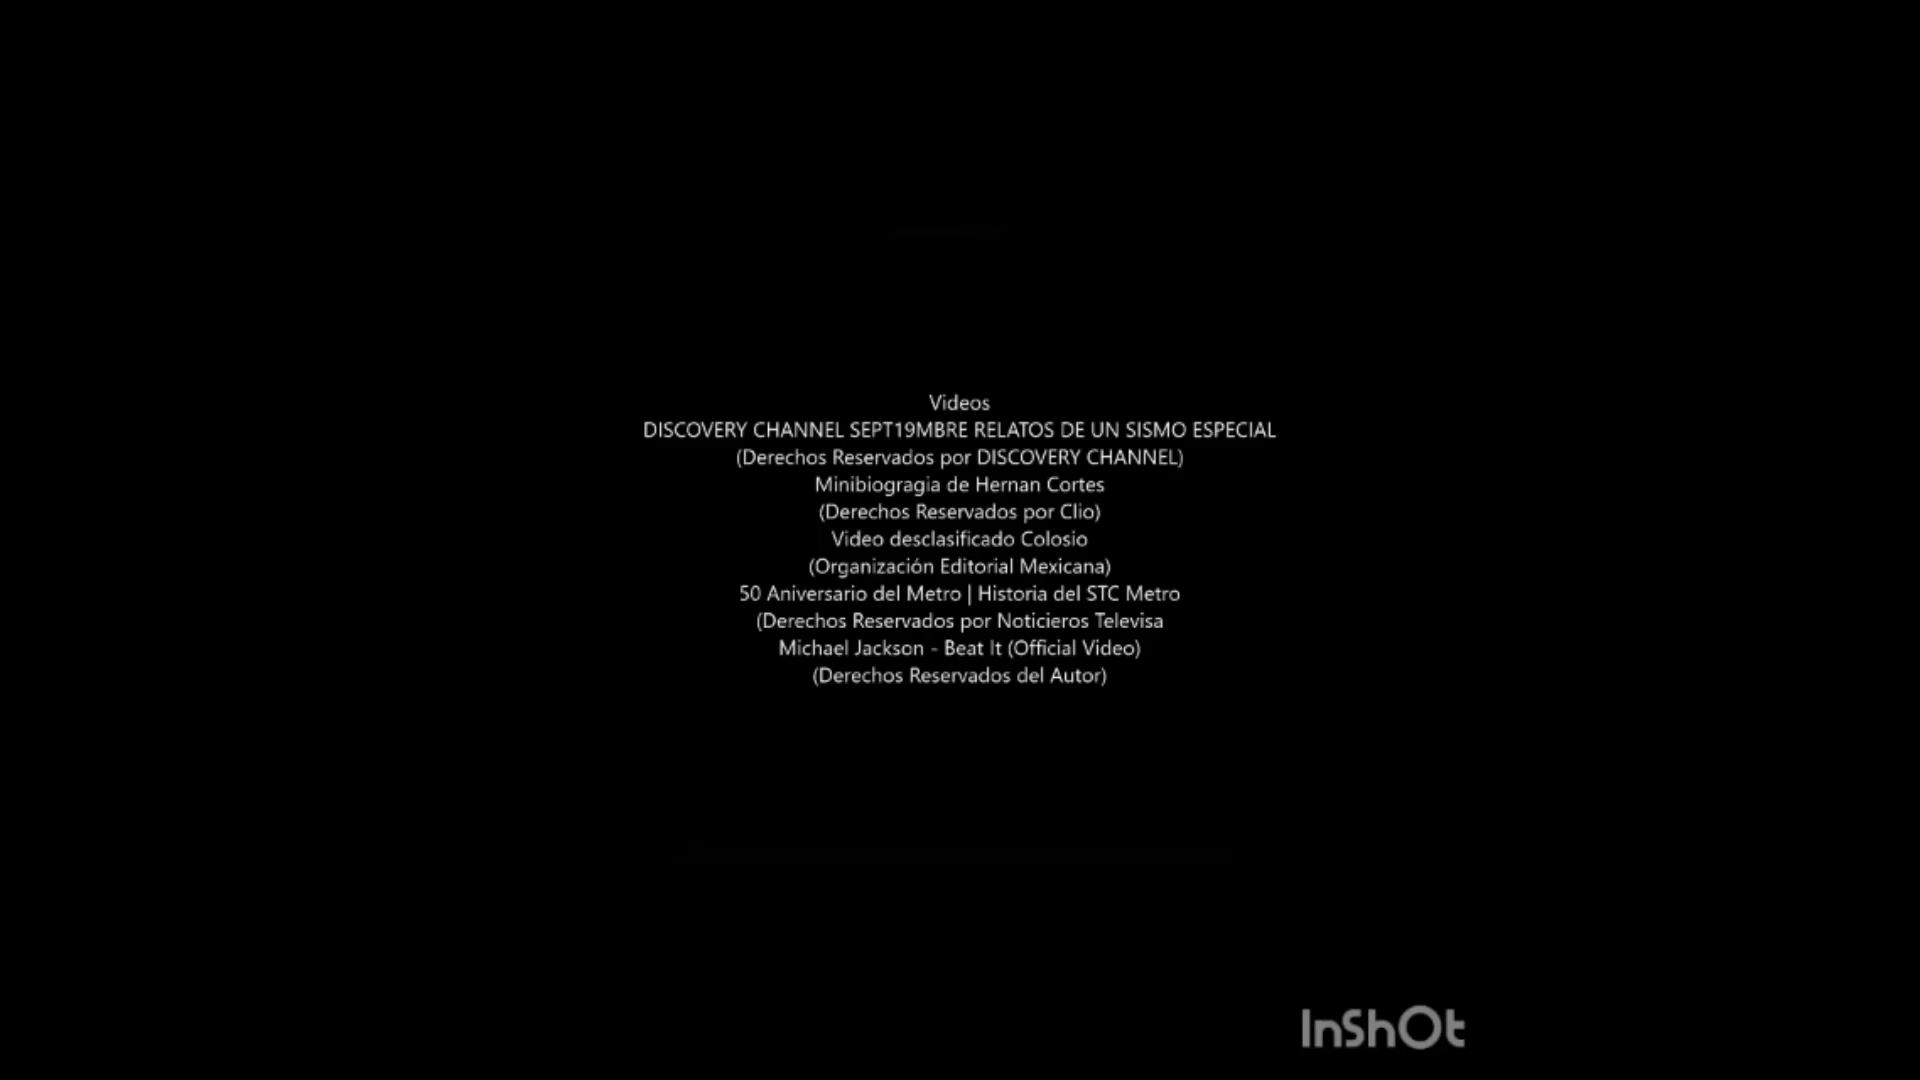 Videos
DISCOVERY CHANNEL SEPT19MBRE RELATOS DE UN SISMO ESPECIAL
(Derechos Reservados por DISCOVERY CHANNEL)
Minibiogragia de Hernan Cortes
(Derechos Reservados por Clio)
Video desclasificado Colosio
(Organización Editorial Mexicana)
50 Aniversario del Metro | Historia del STC Metro
(Derechos Reservados por Noticieros Televisa
Michael Jackson - Beat It (Official Video)
(Derechos Reservados del Autor)
InShOt